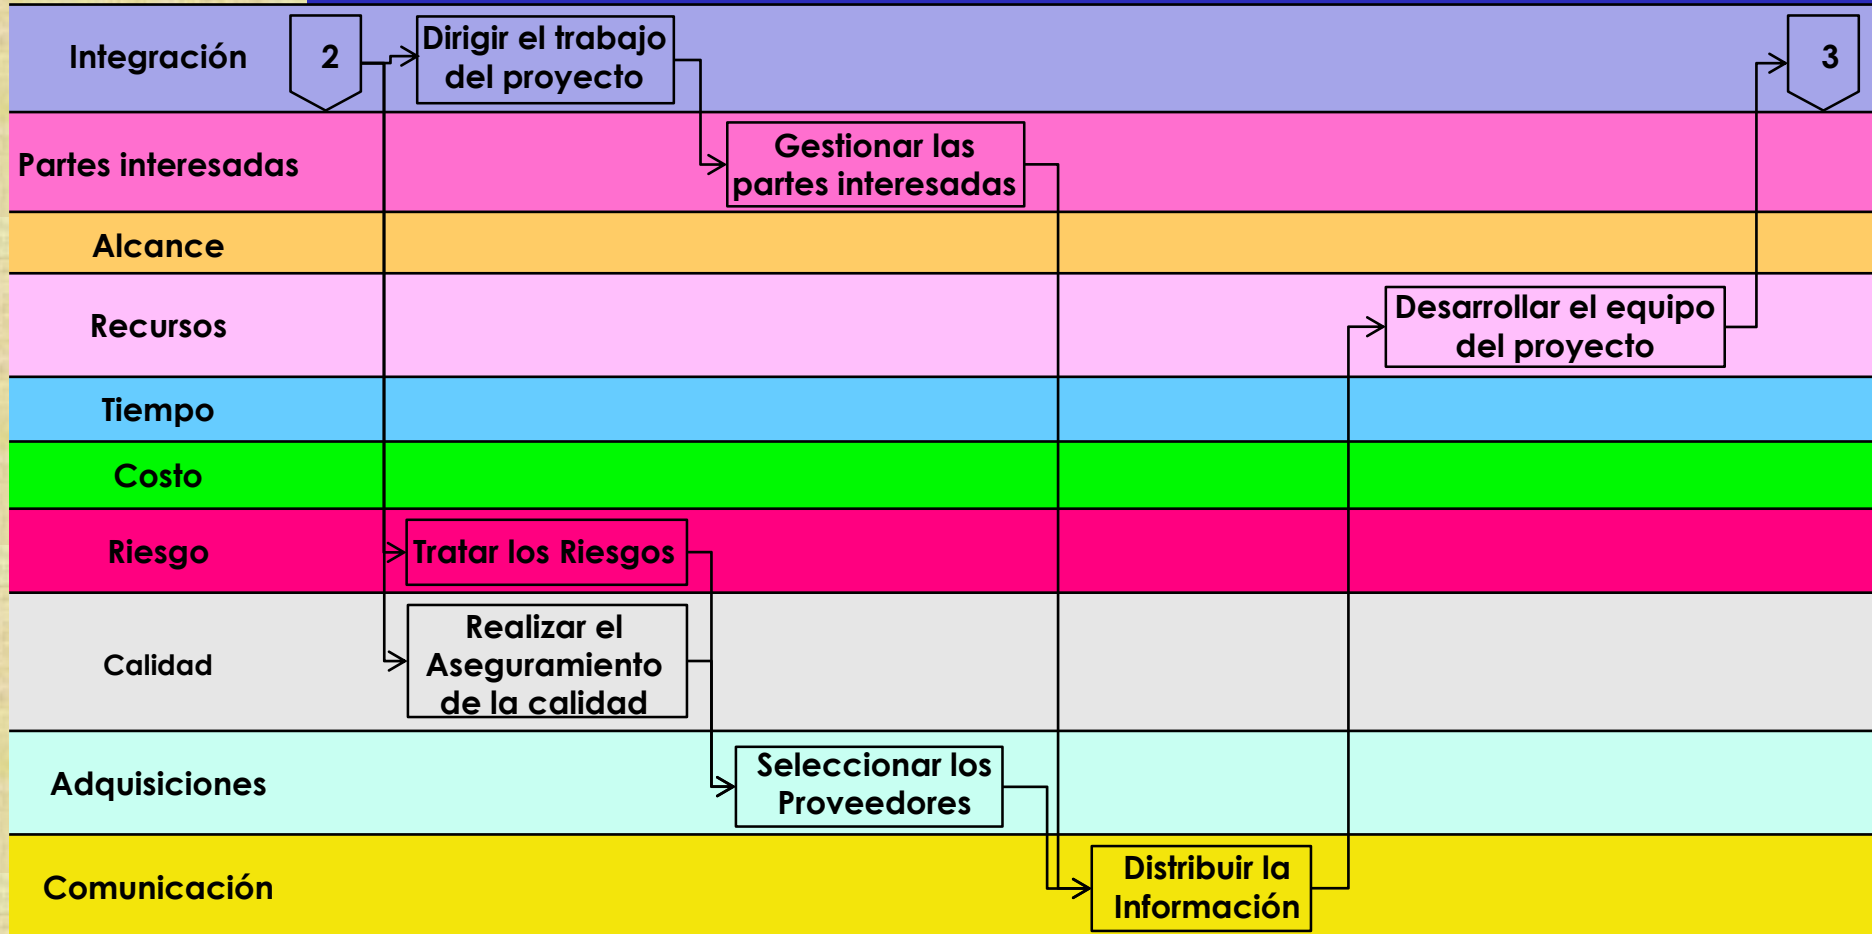 Integración
2
Dirigir el trabajo
del proyecto
3
Partes interesadas
Gestionar las
partes interesadas
Alcance
Recursos
Desarrollar el equipo
del proyecto
Tiempo
Costo
Riesgo
Tratar los Riesgos
Calidad
Realizar el
Aseguramiento
de la calidad
Adquisiciones
Seleccionar los
Proveedores
Comunicación
Distribuir la
Información